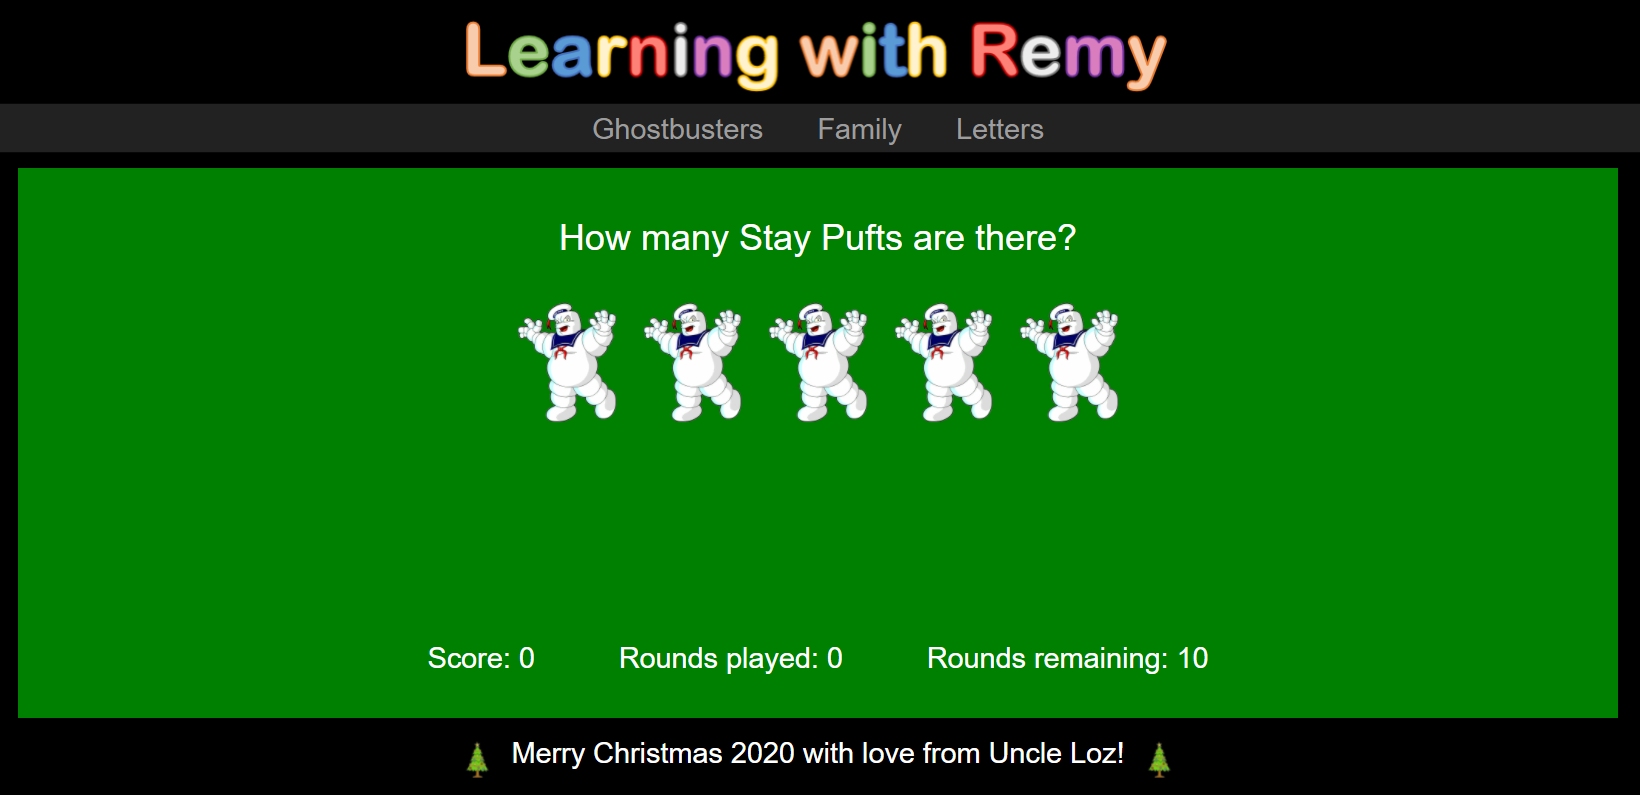 Learning with Remy
Ghostbusters Family Letters
How many Stay Pufts are there?
Score: 0 Rounds played: 0 Rounds remaining: 10
Merry Christmas 2020 with love from Uncle Loz!